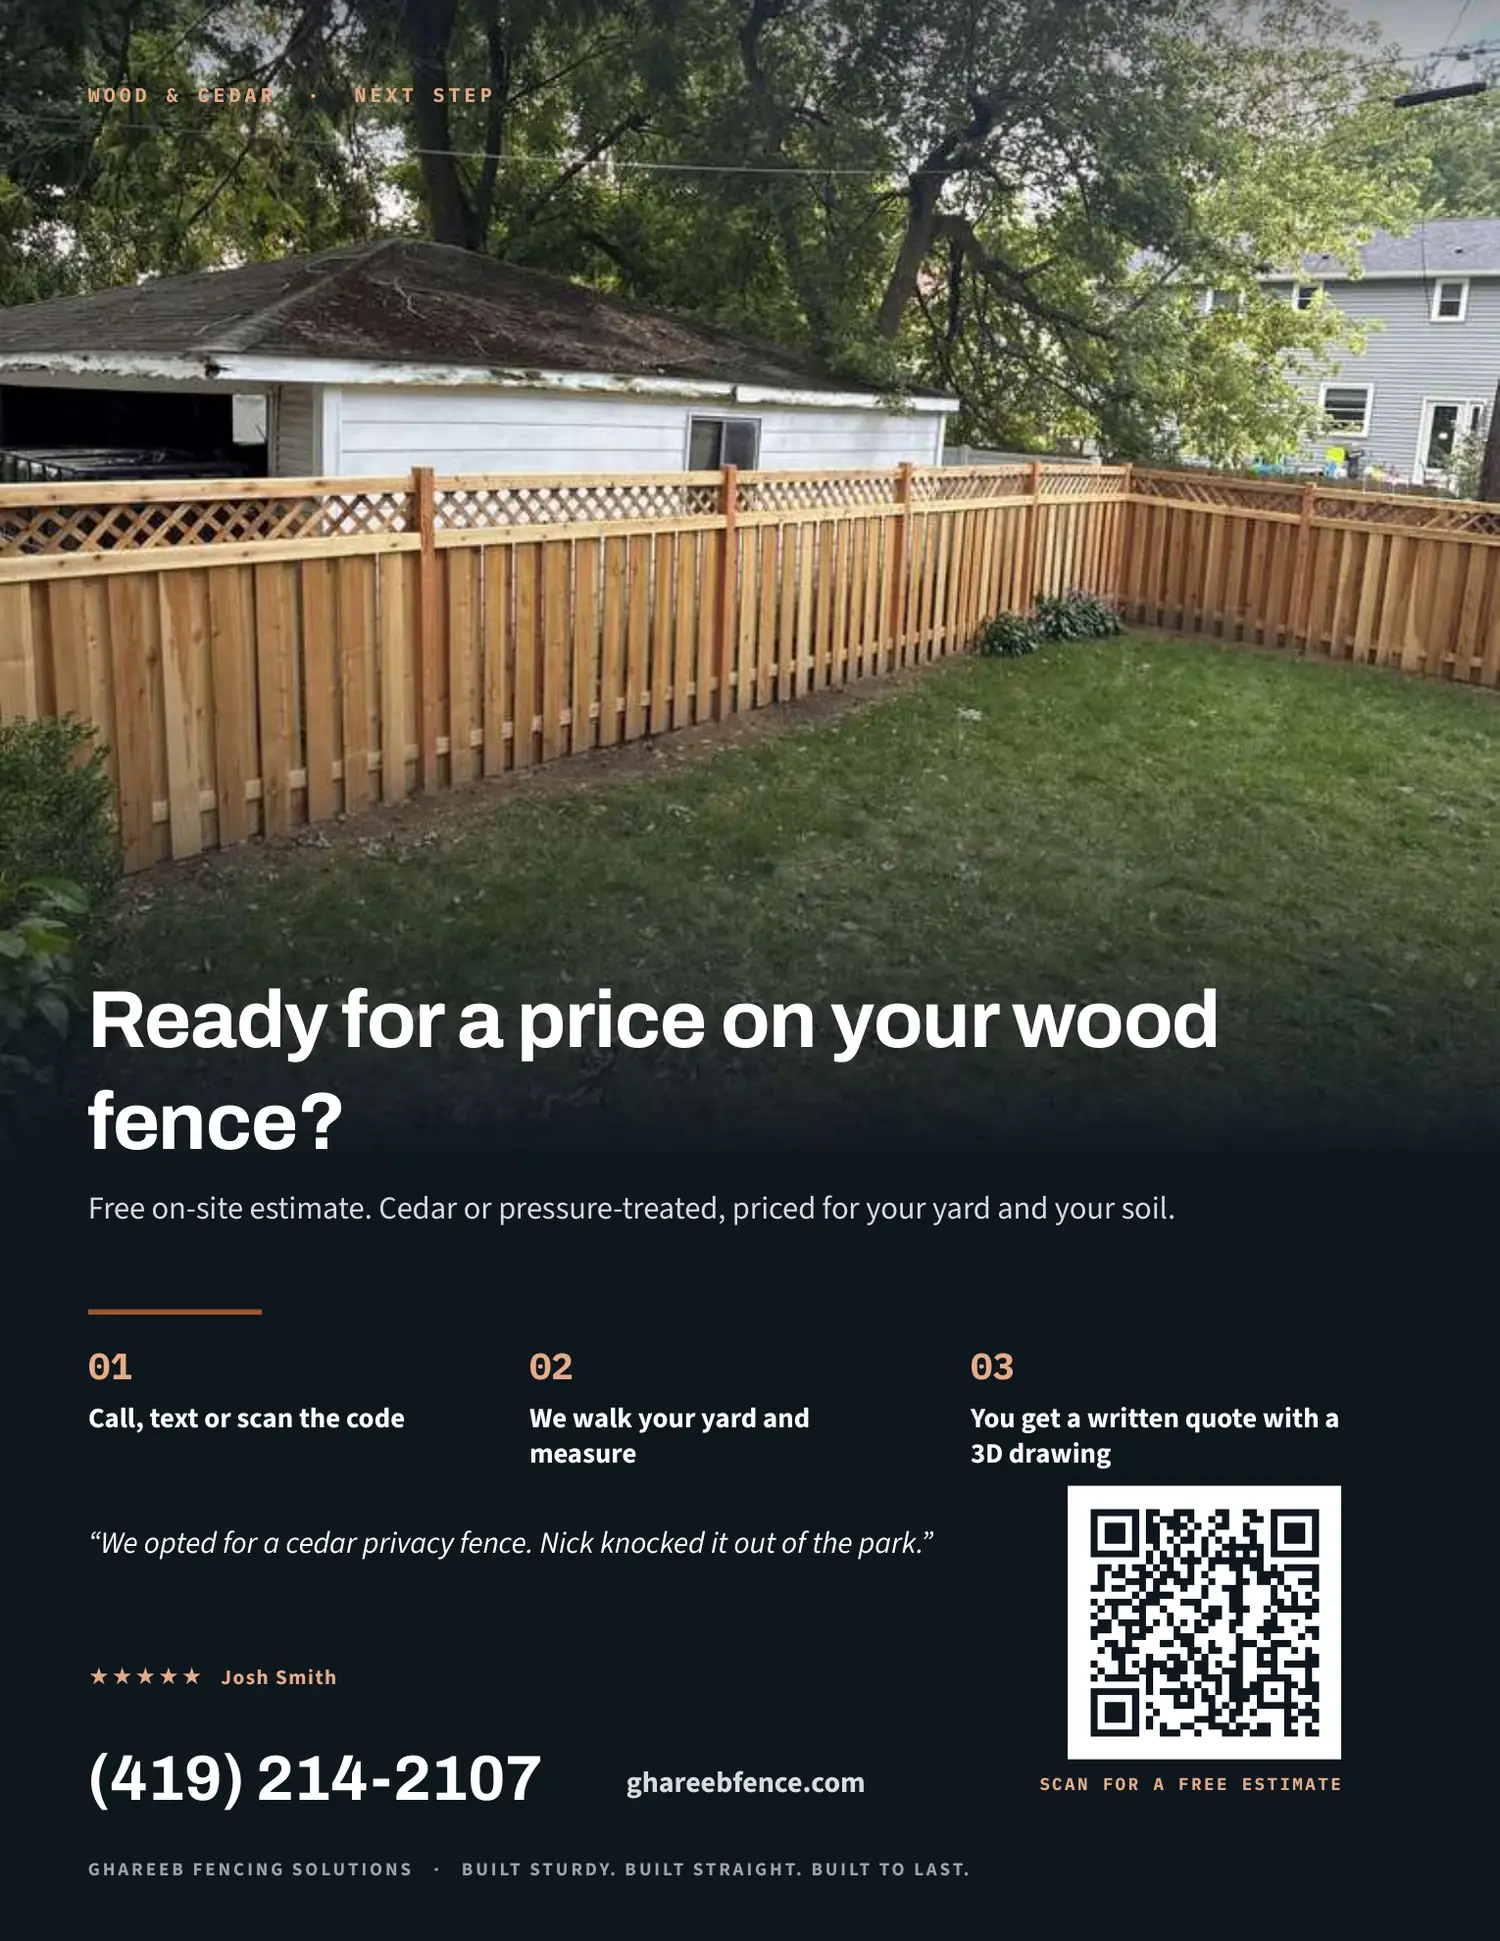 WOOD & CEDAR · NEXT STEP
Ready for a price on your wood
fence?
Free on-site estimate. Cedar or pressure-treated, priced for your yard and your soil.
01
Call, text or scan the code
02
We walk your yard and
measure
03
You get a written quote with a
3D drawing
“We opted for a cedar privacy fence. Nick knocked it out of the park.”
★★★★★ Josh Smith
(419) 214-2107
ghareebfence.com
SCAN FOR A FREE ESTIMATE
GHAREEB FENCING SOLUTIONS · BUILT STURDY. BUILT STRAIGHT. BUILT TO LAST.